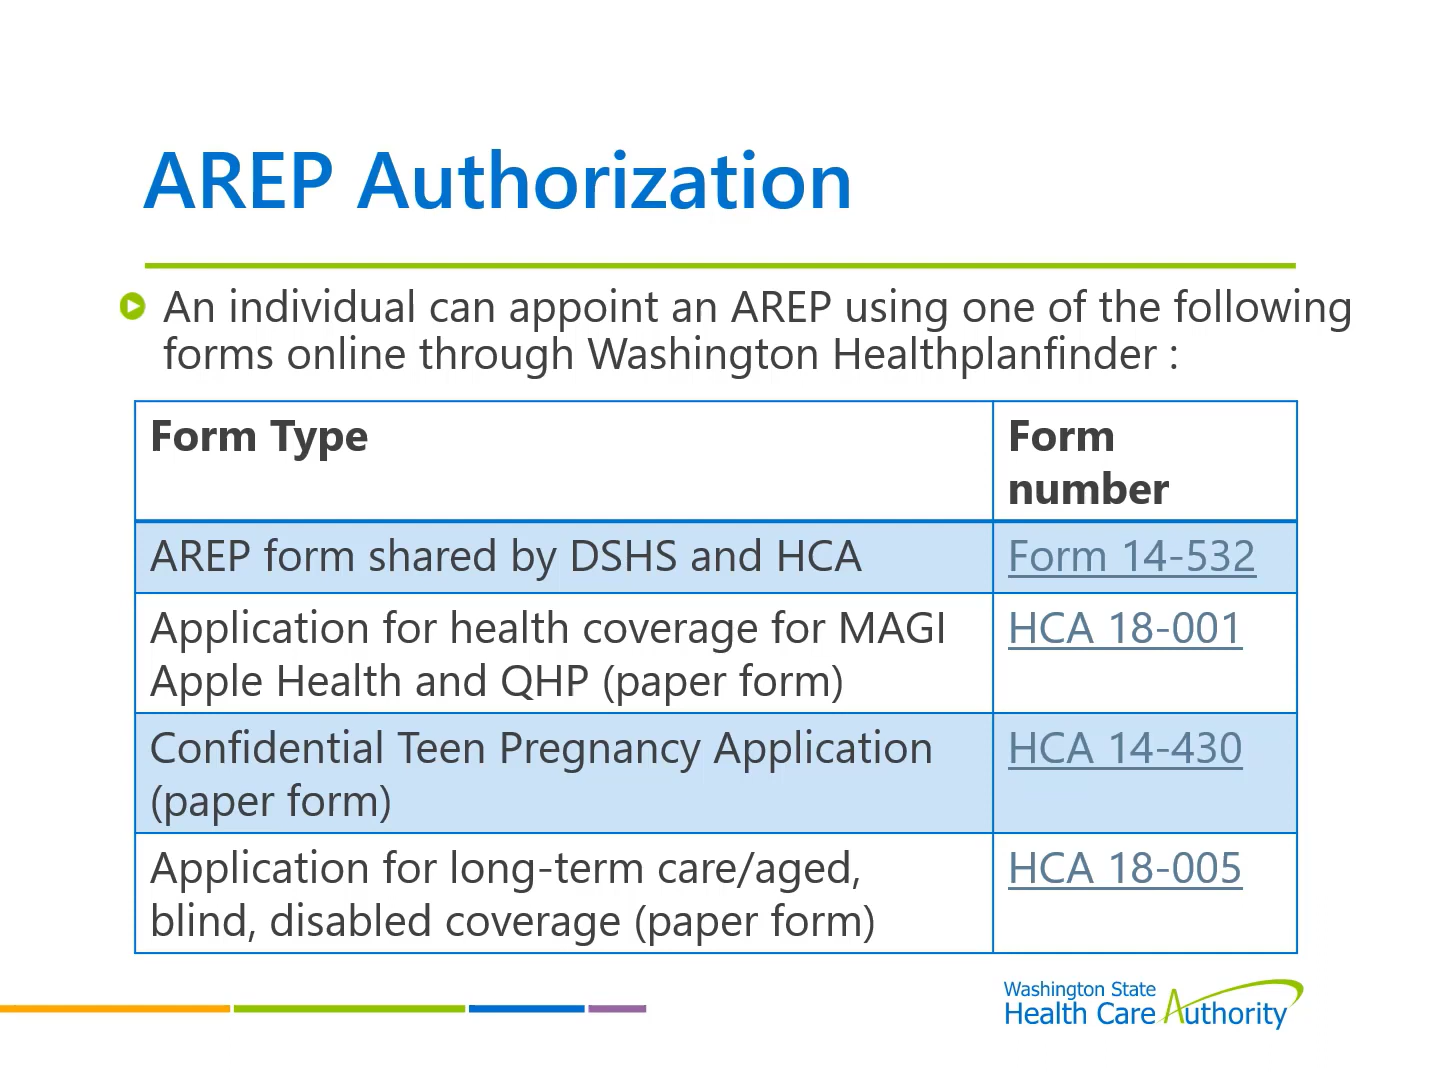 AREP Authorization
An individual can appoint an AREP using one of the following
forms online through Washington Healthplanfinder :
Form Type
Form
number
AREP form shared by DSHS and HCA
Form 14-532
Application for health coverage for MAGI
Apple Health and QHP (paper form)
HCA 18-001
Confidential Teen Pregnancy Application
(paper form)
HCA 14-430
Application for long-term care/aged,
blind, disabled coverage (paper form)
HCA 18-005
Washington State
Health Care Authority